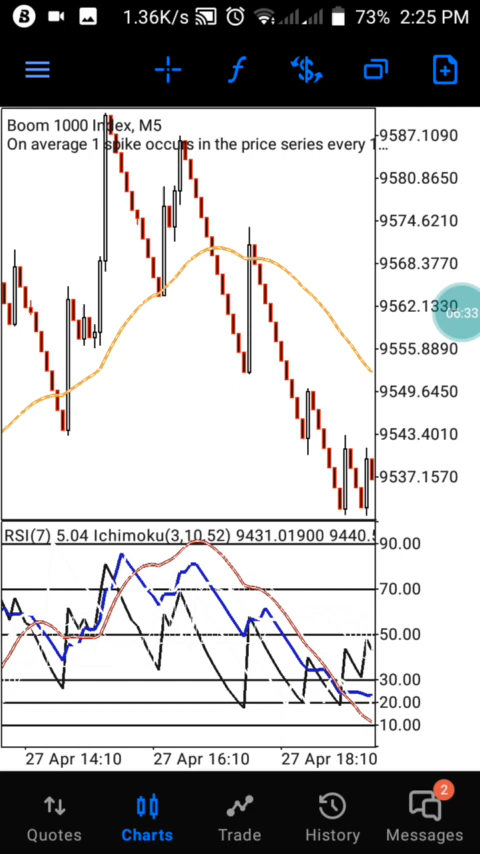 1.36K/s 73% 2:25 PM
Boom 1000 Index, M5
On average 1 spike occurs in the price series every 1...
9587.1090
9580.8650
9574.6210
9568.3770
9562.1330
06:33
9555.8890
9549.6450
9543.4010
9537.1570
RSI(7) 5.04 Ichimoku(3,10,52) 9431.01900 9440.
90.00
70.00
50.00
30.00
20.00
10.00
27 Apr 14:10 27 Apr 16:10 27 Apr 18:10
2
Quotes Charts Trade History Messages